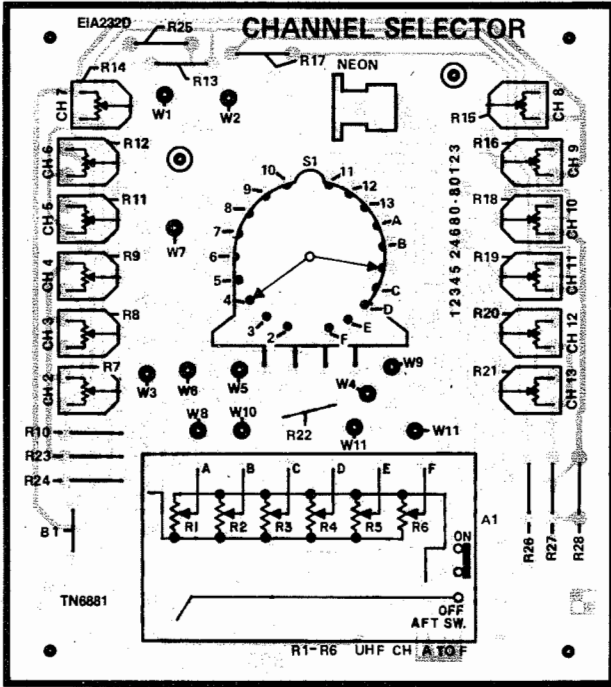 EIA232D
CHANNEL SELECTOR
R25
R17
R14
R13
NEON
CH 7
W1
W2
R15
CH 8
CH 6
R12
R16
CH 9
S1
10
11
9
12
8
13
7
A
6
B
5
C
4
D
3
E
2
F
CH 5
R11
W7
R18
CH 10
12345 24680-80123
CH 4
R9
R19
CH 11
CH 3
R8
R20
CH 12
CH 2
R7
R21
CH 13
W3
W6
W5
W9
W4
W8
W10
R22
W11
W11
R10
R23
R24
B1
A B C D E F
R1 R2 R3 R4 R5 R6
A1
ON
OFF
AFT SW.
R26
R27
R28
TN6881
R1-R6 UHF CH A TO F